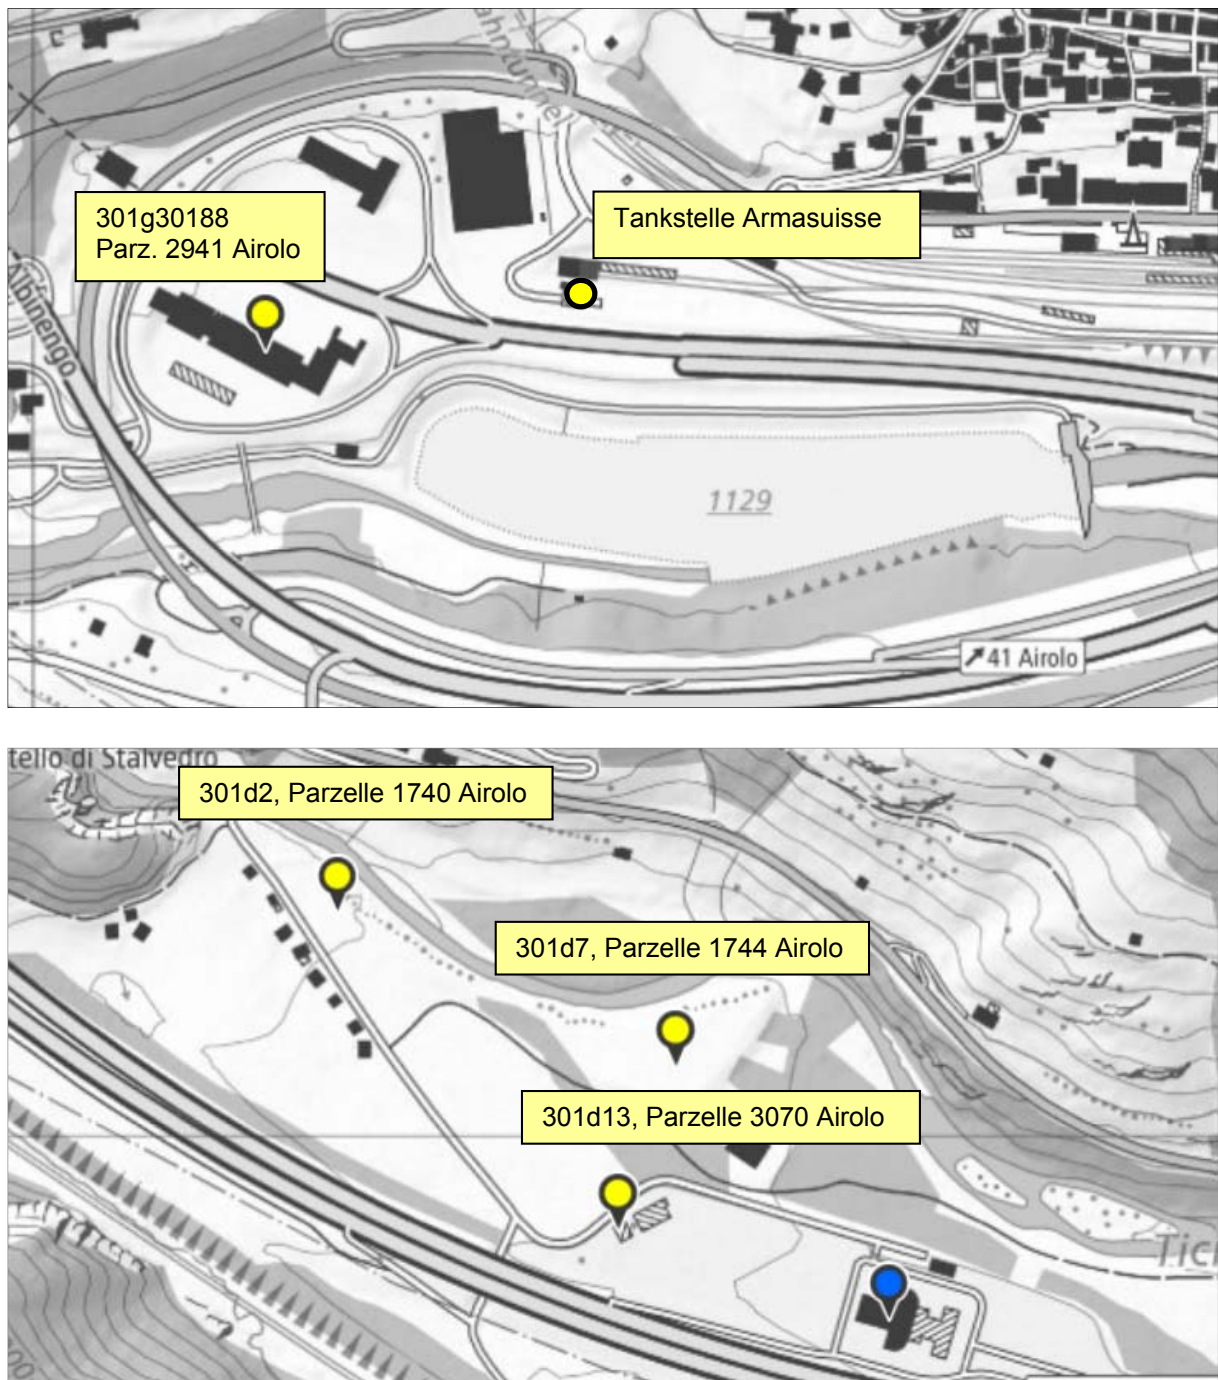 301g30188
Parz. 2941 Airolo
Tankstelle Armasuisse
Albinengo
1129
41 Airolo
tello di Stalvedro
301d2, Parzelle 1740 Airolo
301d7, Parzelle 1744 Airolo
301d13, Parzelle 3070 Airolo
Tici